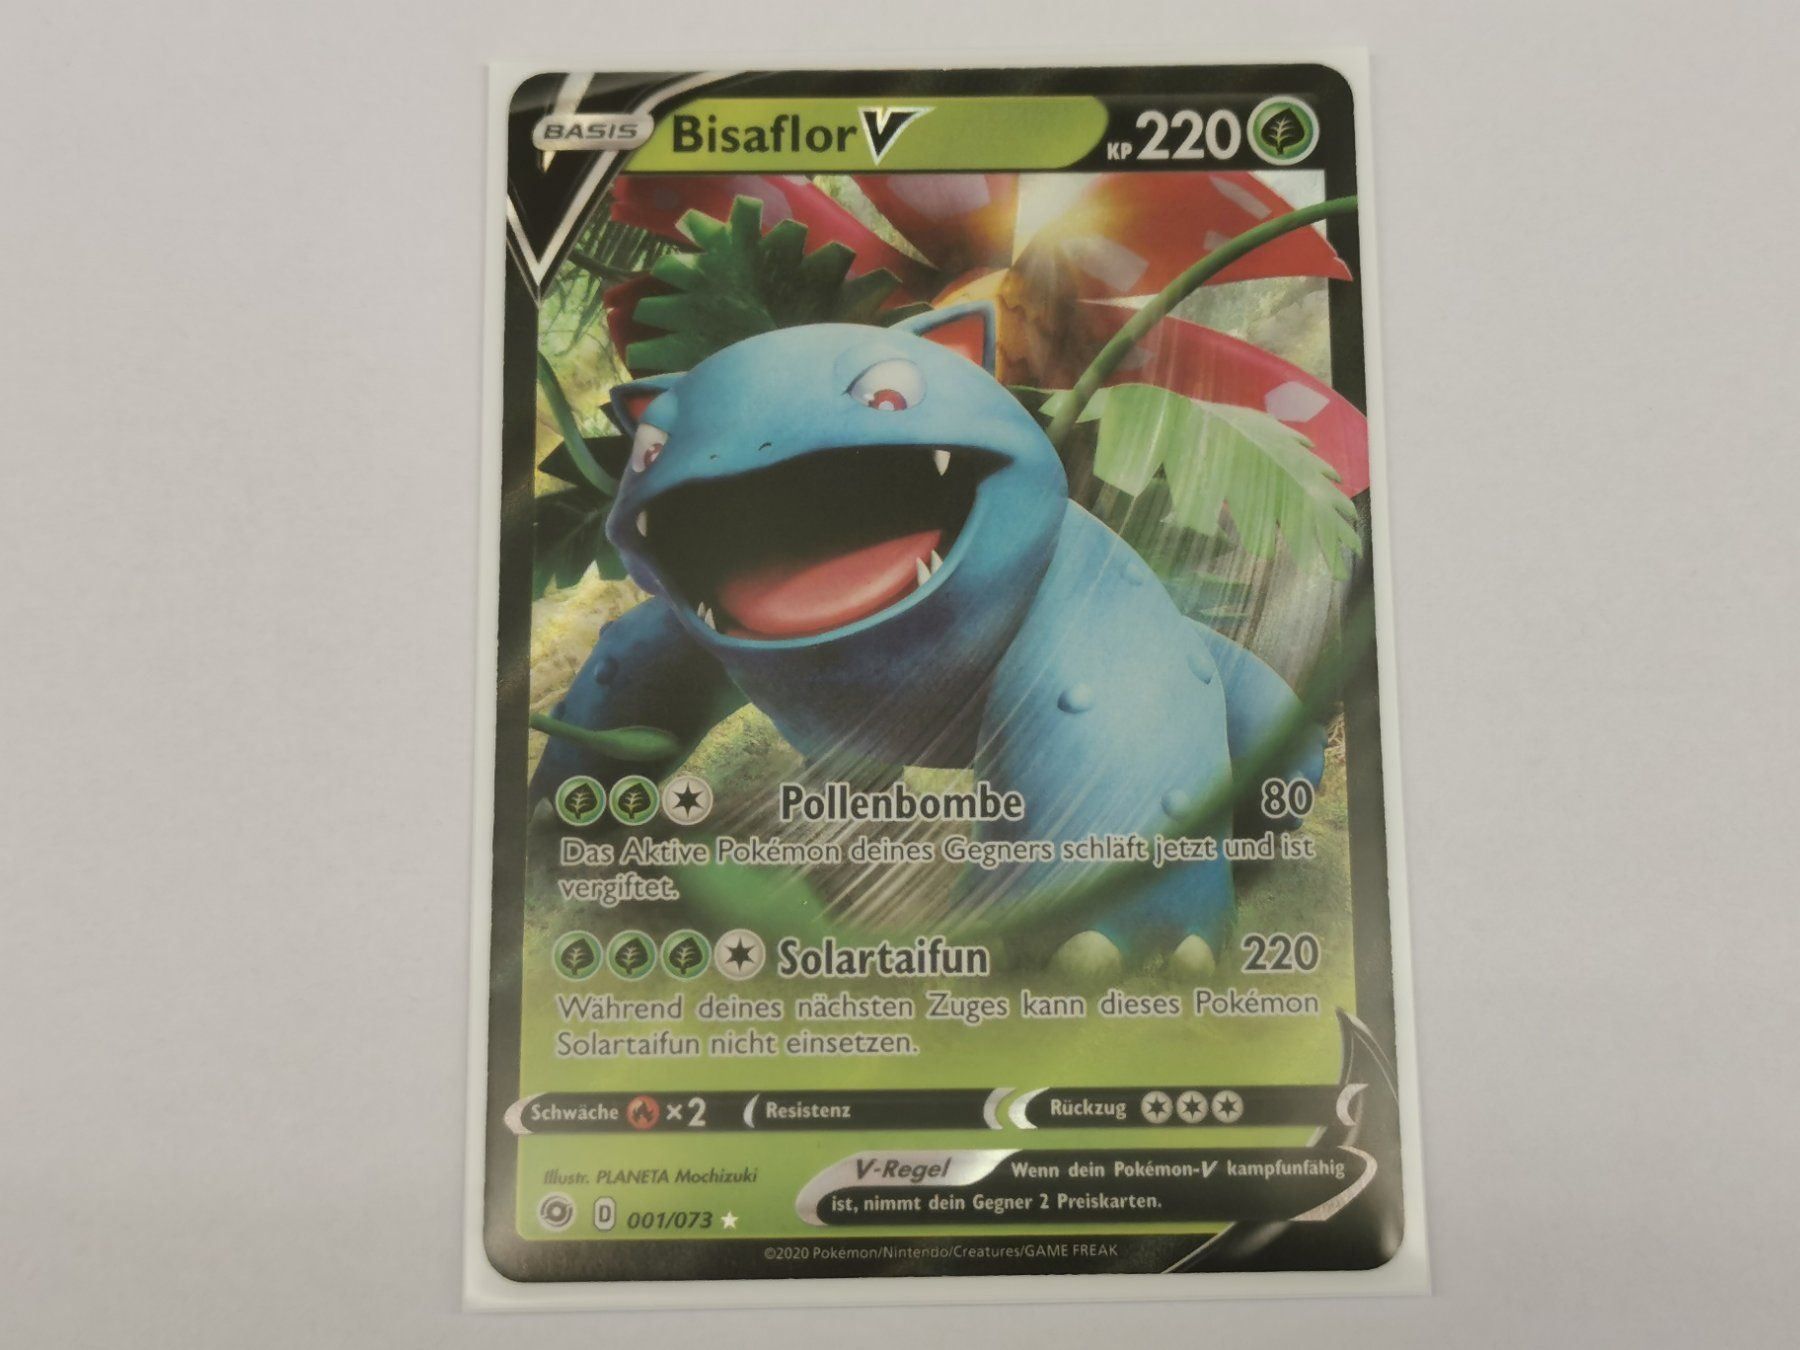 BASIS Bisaflor V KP 220
Pollenbombe 80
Das Aktive Pokémon deines Gegners schläft jetzt und ist
vergiftet.
Solartaifun 220
Während deines nächsten Zuges kann dieses Pokémon
Solartaifun nicht einsetzen.
Schwäche ×2 Resistenz Rückzug
Illustr. PLANETA Mochizuki
V-Regel Wenn dein Pokémon-V kampfunfähig
ist, nimmt dein Gegner 2 Preiskarten.
D 001/073
©2020 Pokémon/Nintendo/Creatures/GAME FREAK